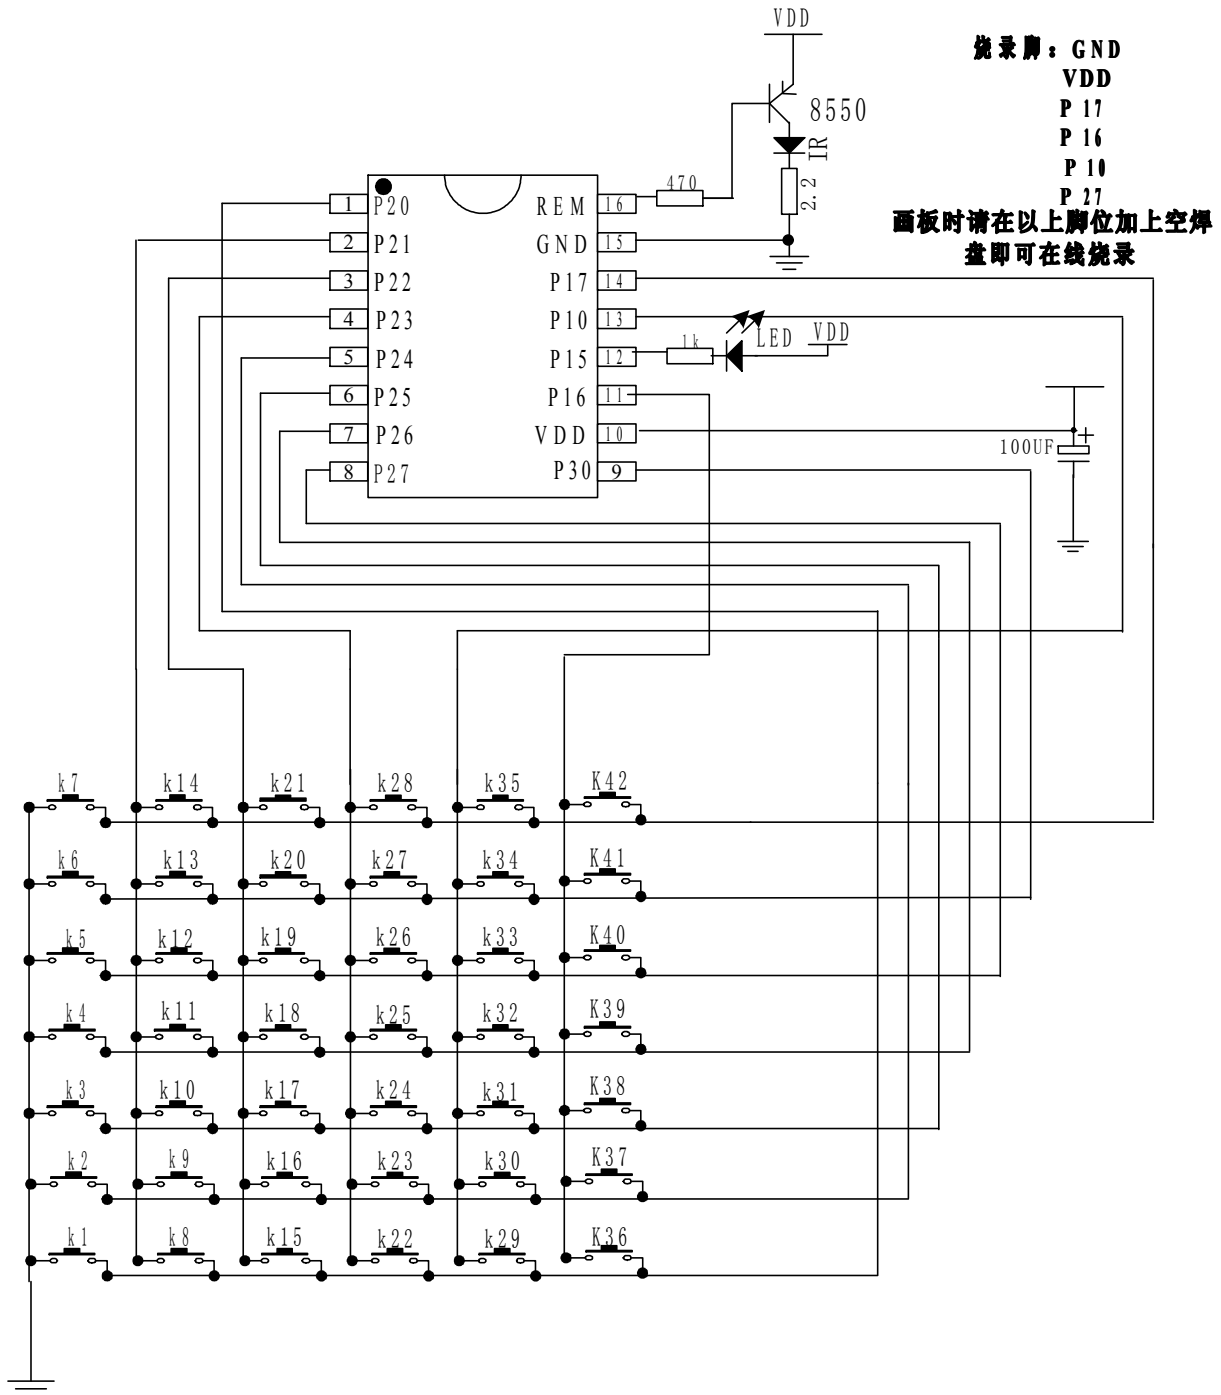 VDD
烧录脚：GND
VDD
P 17
P 16
P 10
P 27
画板时请在以上脚位加上空焊
盘即可在线烧录
8550
IR
2.2
470
1 P20 REM 16
2 P21 GND 15
3 P22 P17 14
4 P23 P10 13
5 P24 P15 12
6 P25 P16 11
7 P26 VDD 10
8 P27 P30 9
1k
LED
VDD
100UF
+
k7 k14 k21 k28 k35 K42
k6 k13 k20 k27 k34 K41
k5 k12 k19 k26 k33 K40
k4 k11 k18 k25 k32 K39
k3 k10 k17 k24 k31 K38
k2 k9 k16 k23 k30 K37
k1 k8 k15 k22 k29 K36